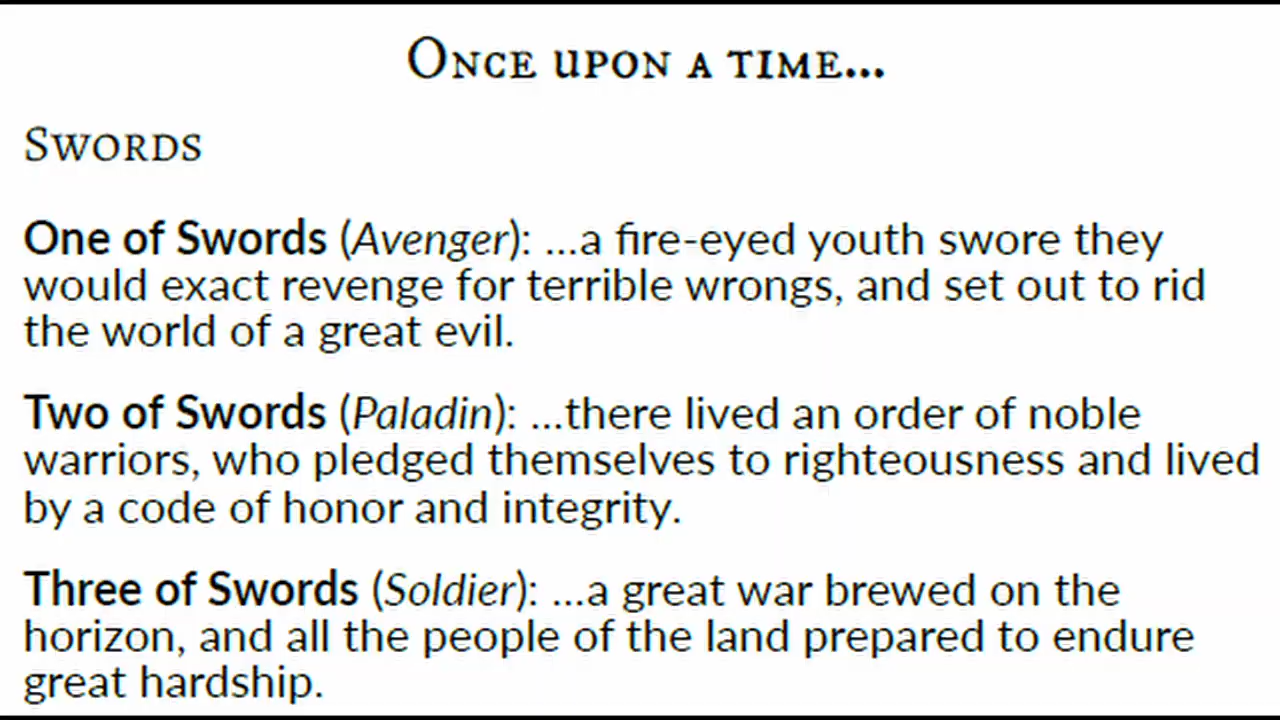 Once upon a time...
Swords
One of Swords (Avenger): ...a fire-eyed youth swore they
would exact revenge for terrible wrongs, and set out to rid
the world of a great evil.
Two of Swords (Paladin): ...there lived an order of noble
warriors, who pledged themselves to righteousness and lived
by a code of honor and integrity.
Three of Swords (Soldier): ...a great war brewed on the
horizon, and all the people of the land prepared to endure
great hardship.